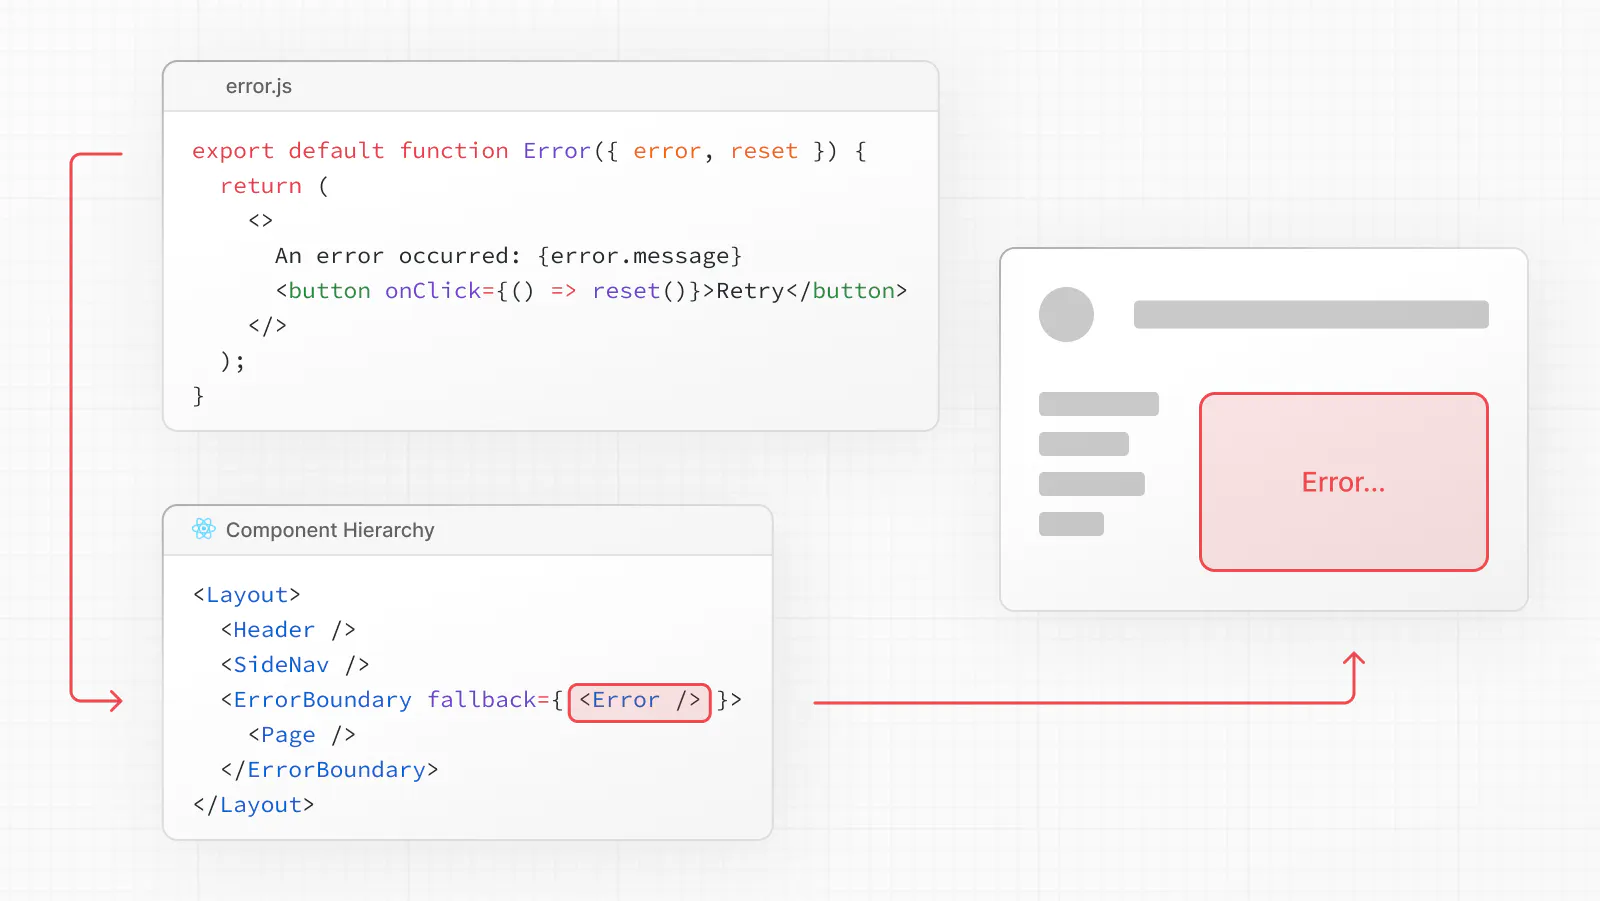 error.js
export default function Error({ error, reset }) {
  return (
    <>
      An error occurred: {error.message}
      <button onClick={() => reset()}>Retry</button>
    </>
  );
}
Component Hierarchy
<Layout>
  <Header />
  <SideNav />
  <ErrorBoundary fallback={ <Error /> }>
    <Page />
  </ErrorBoundary>
</Layout>
Error...